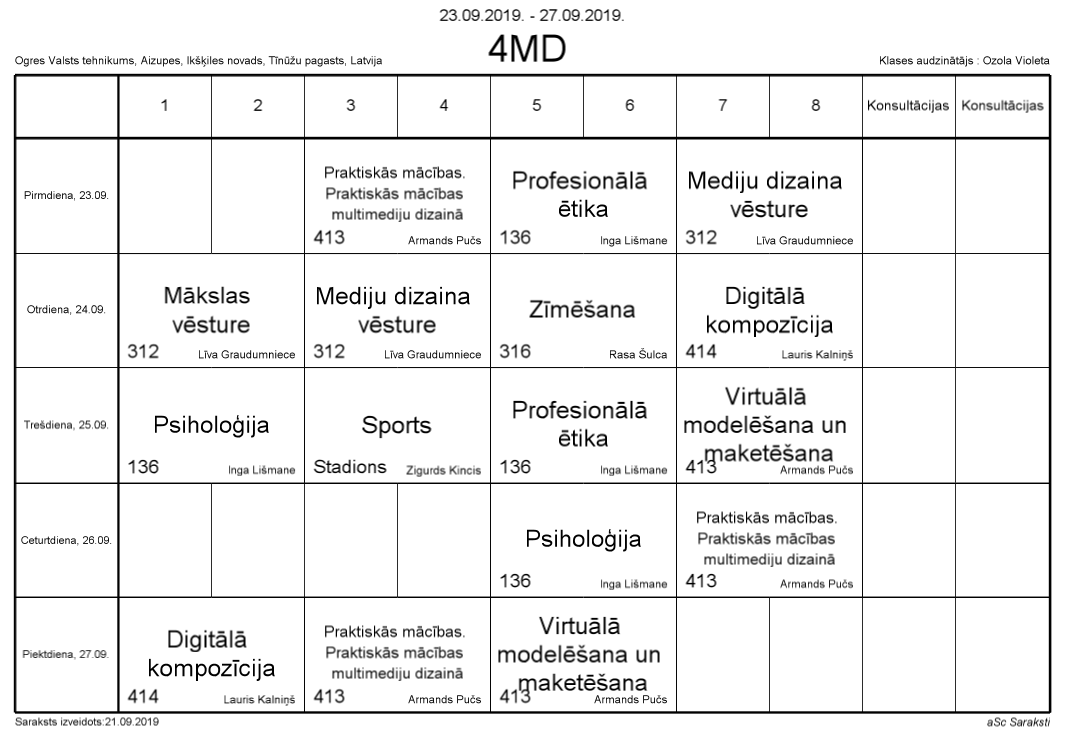 23.09.2019. - 27.09.2019.
4MD
Ogres Valsts tehnikums, Aizupes, Ikšķiles novads, Tīnūžu pagasts, Latvija
Klases audzinātājs : Ozola Violeta
1 2 3 4 5 6 7 8 Konsultācijas Konsultācijas
Pirmdiena, 23.09.
Praktiskās mācības.
Praktiskās mācības
multimediju dizainā
413 Armands Pučs
Profesionālā
ētika
136 Inga Lišmane
Mediju dizaina
vēsture
312 Līva Graudumniece
Otrdiena, 24.09.
Mākslas
vēsture
312 Līva Graudumniece
Mediju dizaina
vēsture
312 Līva Graudumniece
Zīmēšana
316 Rasa Šulca
Digitālā
kompozīcija
414 Lauris Kalniņš
Trešdiena, 25.09.
Psiholoģija
136 Inga Lišmane
Sports
Stadions Zigurds Kincis
Profesionālā
ētika
136 Inga Lišmane
Virtuālā
modelēšana un
maketēšana
413 Armands Pučs
Ceturtdiena, 26.09.
Psiholoģija
136 Inga Lišmane
Praktiskās mācības.
Praktiskās mācības
multimediju dizainā
413 Armands Pučs
Piektdiena, 27.09.
Digitālā
kompozīcija
414 Lauris Kalniņš
Praktiskās mācības.
Praktiskās mācības
multimediju dizainā
413 Armands Pučs
Virtuālā
modelēšana un
maketēšana
413 Armands Pučs
Saraksts izveidots:21.09.2019
aSc Saraksti